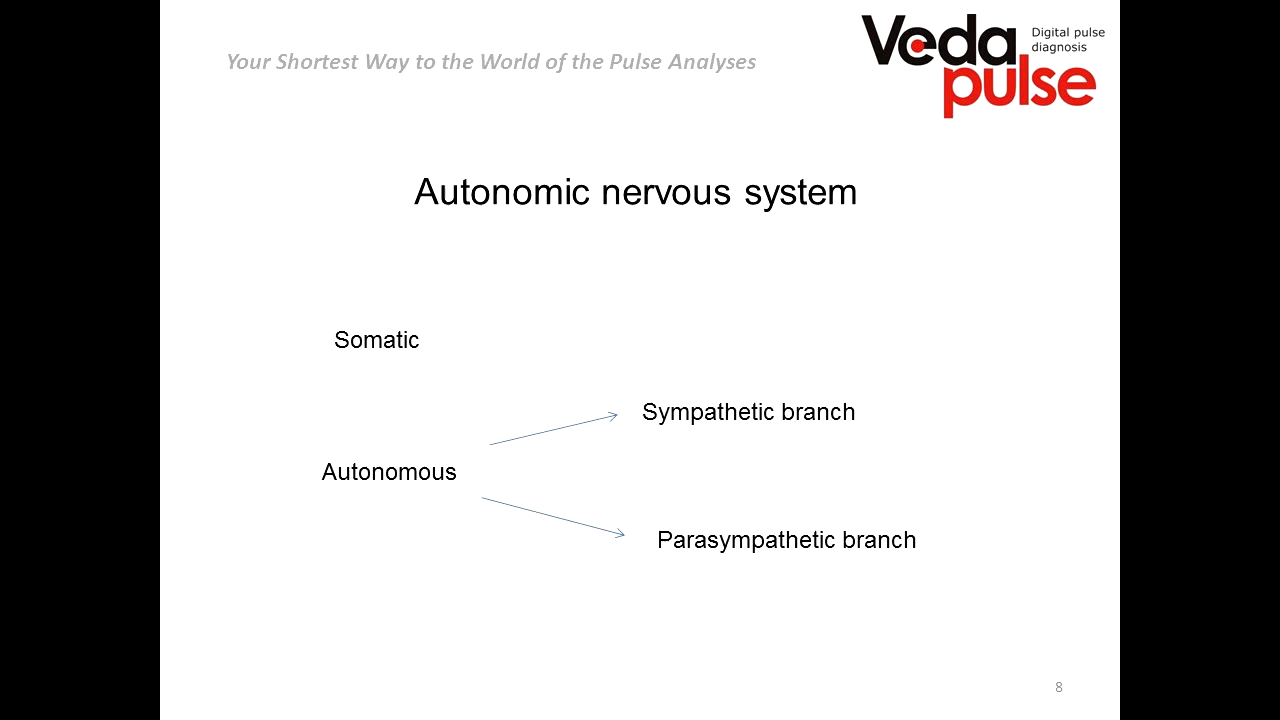 Your Shortest Way to the World of the Pulse Analyses
Veda
pulse
Digital pulse
diagnosis
Autonomic nervous system
Somatic
Sympathetic branch
Autonomous
Parasympathetic branch
8